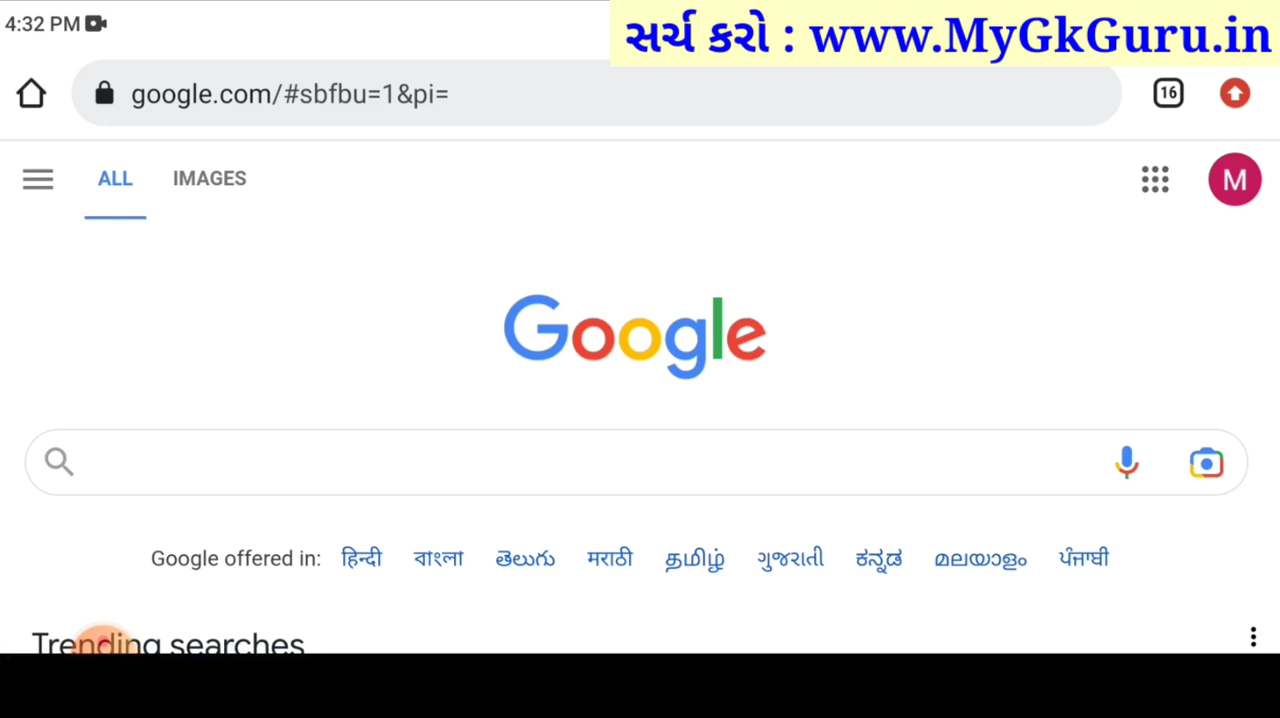 4:32 PM
સર્ચ કરો : www.MyGkGuru.in
google.com/#sbfbu=1&pi=
16
ALL IMAGES
M
Google
Google offered in: हिन्दी বাংলা తెలుగు मराठी தமிழ் ગુજરાતી ಕನ್ನಡ മലയാളം ਪੰਜਾਬੀ
Trending searches